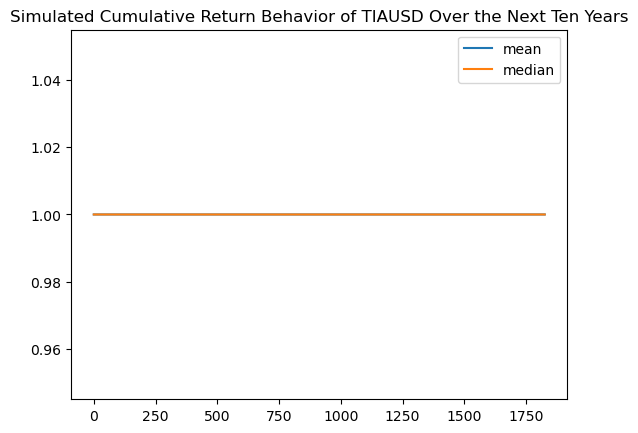 Simulated Cumulative Return Behavior of TIAUSD Over the Next Ten Years
mean
median
1.04
1.02
1.00
0.98
0.96
0 250 500 750 1000 1250 1500 1750